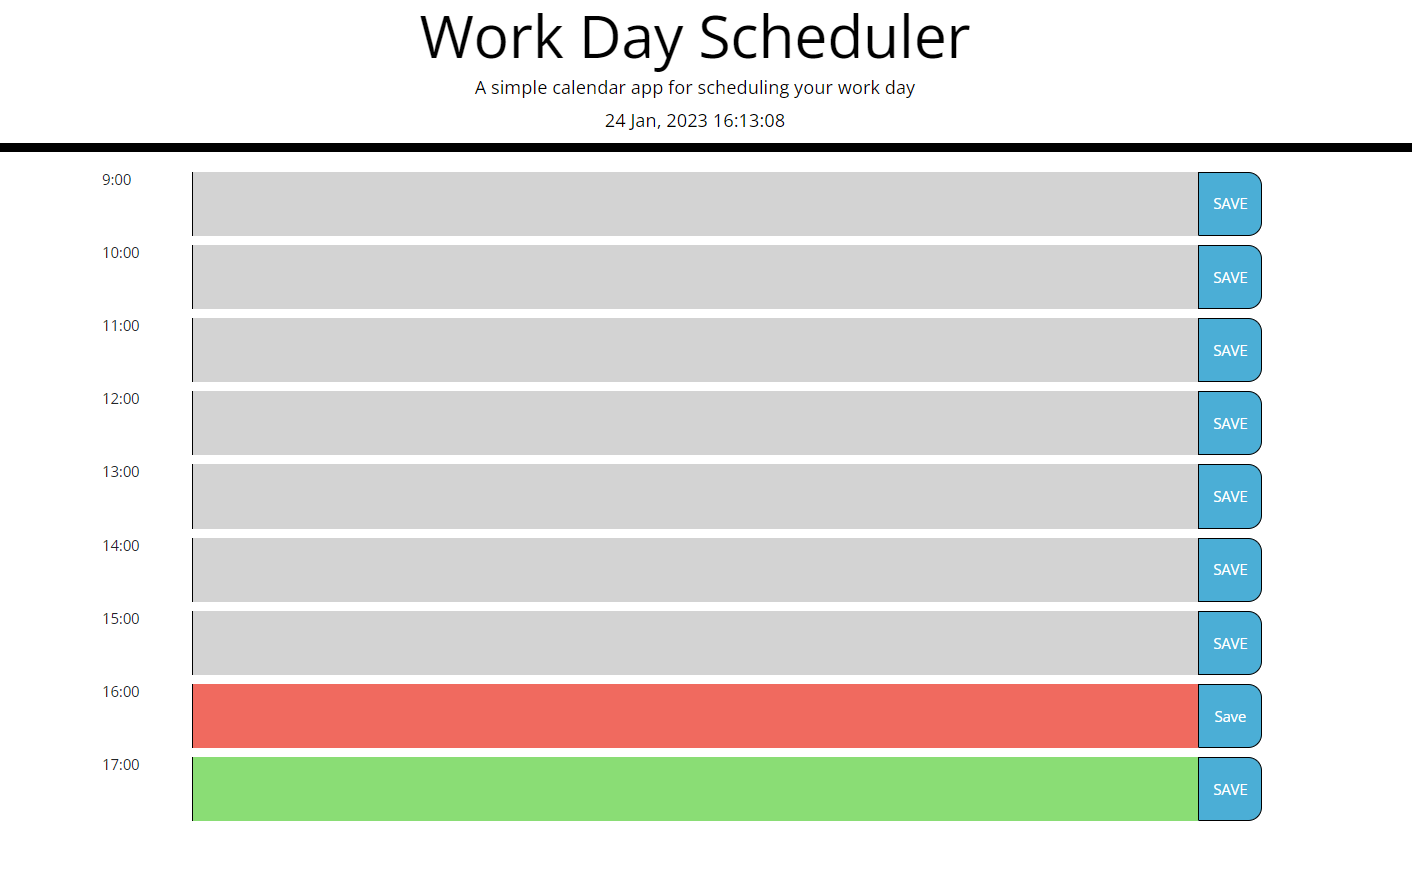 Work Day Scheduler
A simple calendar app for scheduling your work day
24 Jan, 2023 16:13:08
9:00 SAVE
10:00 SAVE
11:00 SAVE
12:00 SAVE
13:00 SAVE
14:00 SAVE
15:00 SAVE
16:00 Save
17:00 SAVE